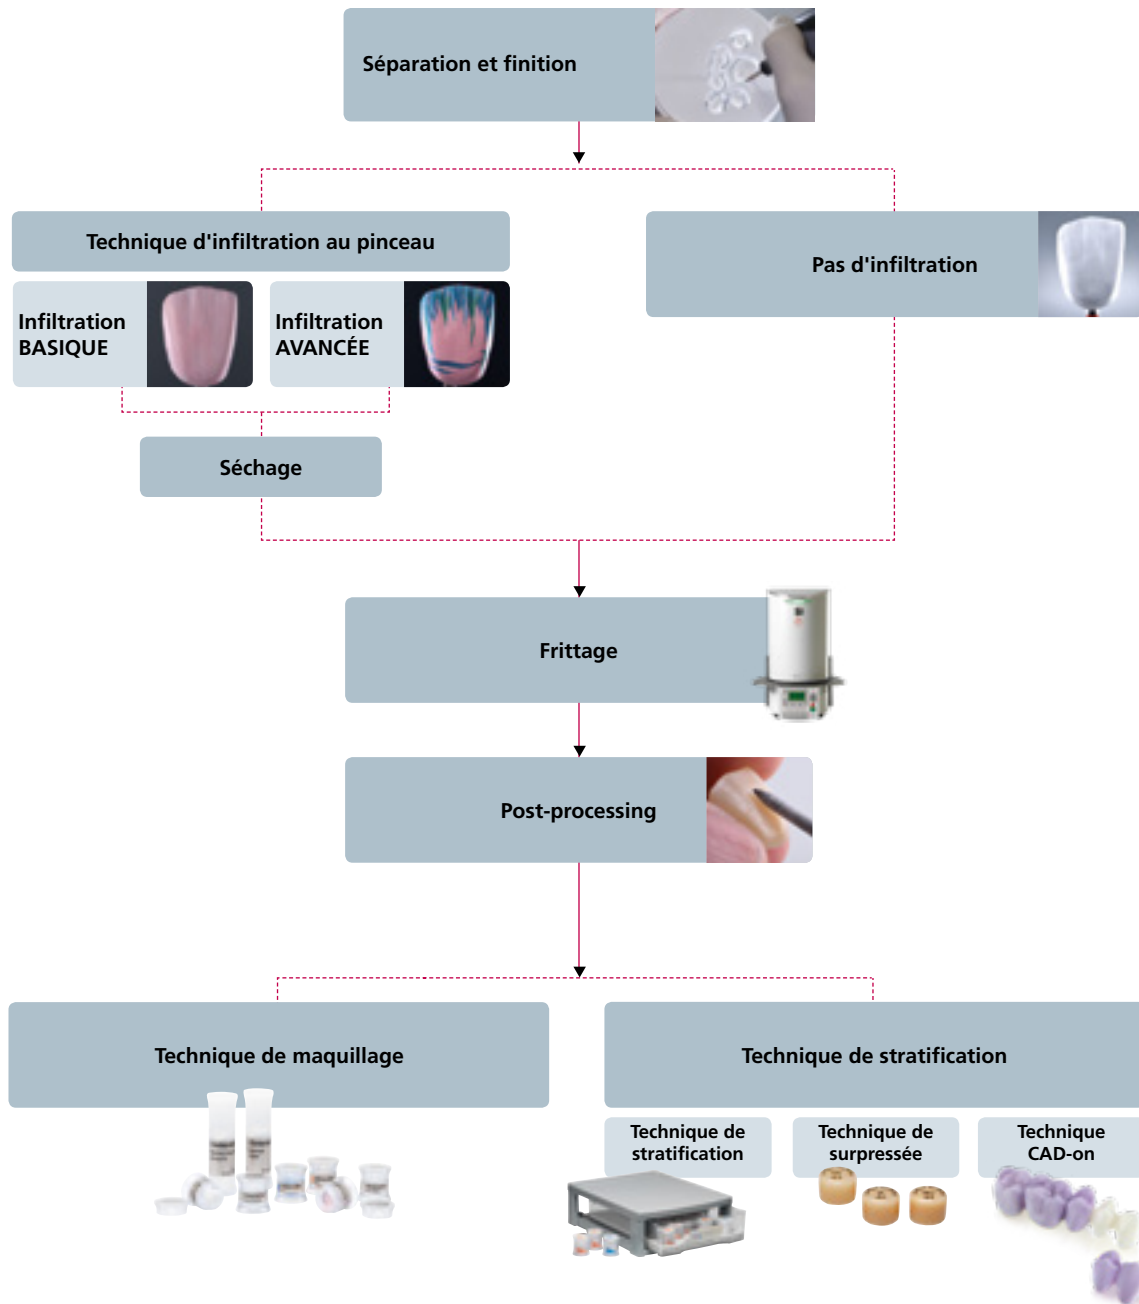 Séparation et finition
Technique d'infiltration au pinceau
Pas d'infiltration
Infiltration
BASIQUE
Infiltration
AVANCÉE
Séchage
Frittage
Post-processing
Technique de maquillage
Technique de stratification
Technique de
stratification
Technique de
surpressée
Technique
CAD-on